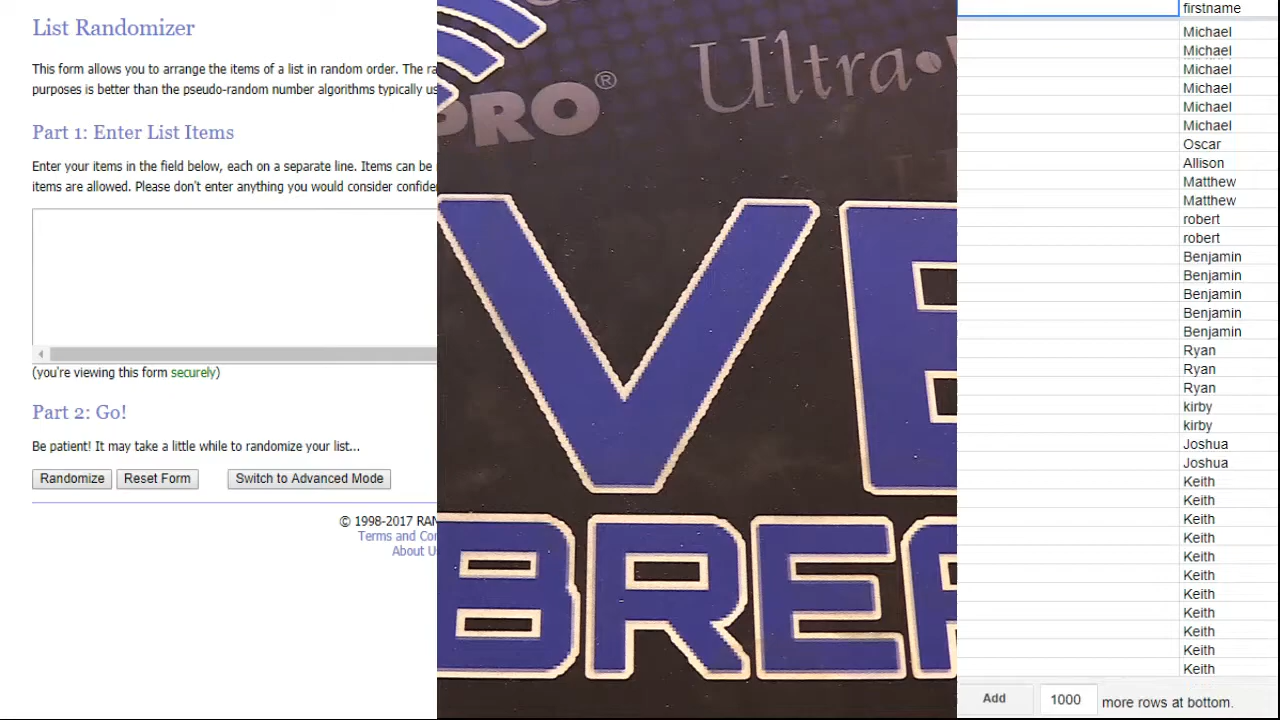 List Randomizer
This form allows you to arrange the items of a list in random order. The
purposes is better than the pseudo-random number algorithms typically
Part 1: Enter List Items
Enter your items in the field below, each on a separate line. Items can be
items are allowed. Please don't enter anything you would consider
(you're viewing this form securely)
Part 2: Go!
Be patient! It may take a little while to randomize your list...
Randomize Reset Form Switch to Advanced Mode
© 1998-2017
Terms and
About
PRO®
Ultra
BREA
firstname
Michael
Michael
Michael
Michael
Michael
Michael
Oscar
Allison
Matthew
Matthew
robert
robert
Benjamin
Benjamin
Benjamin
Benjamin
Benjamin
Ryan
Ryan
Ryan
kirby
kirby
Joshua
Joshua
Keith
Keith
Keith
Keith
Keith
Keith
Keith
Keith
Keith
Keith
Keith
Add 1000 more rows at bottom.